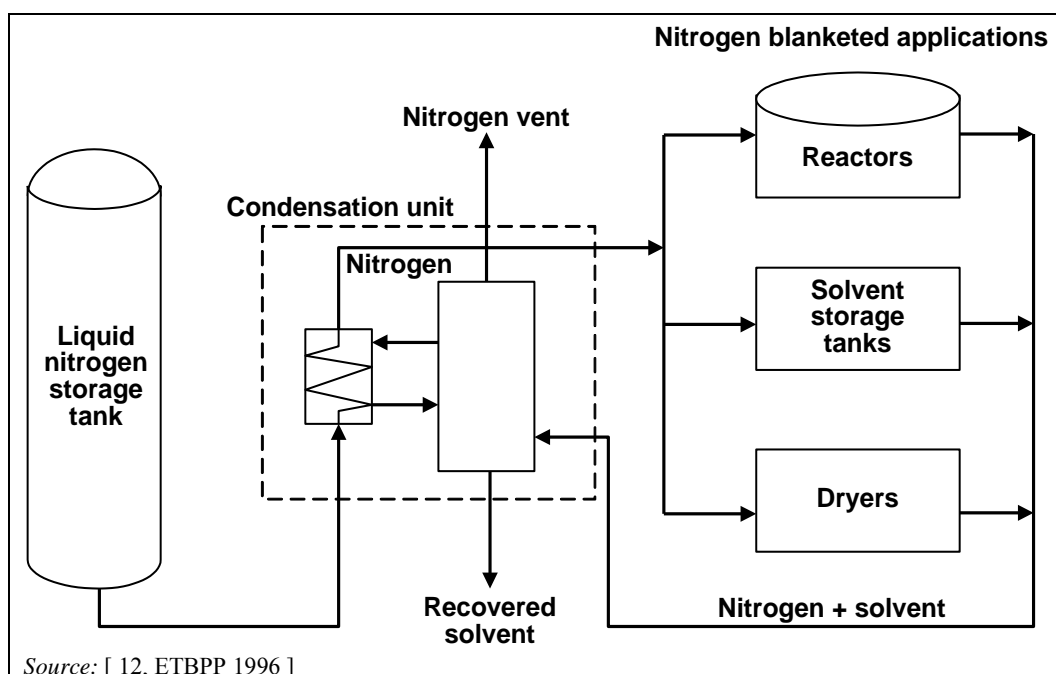 Nitrogen blanketed applications
Nitrogen vent
Reactors
Condensation unit
Nitrogen
Liquid
nitrogen
storage
tank
Solvent
storage
tanks
Dryers
Recovered
solvent
Nitrogen + solvent
Source: [ 12, ETBPP 1996 ]